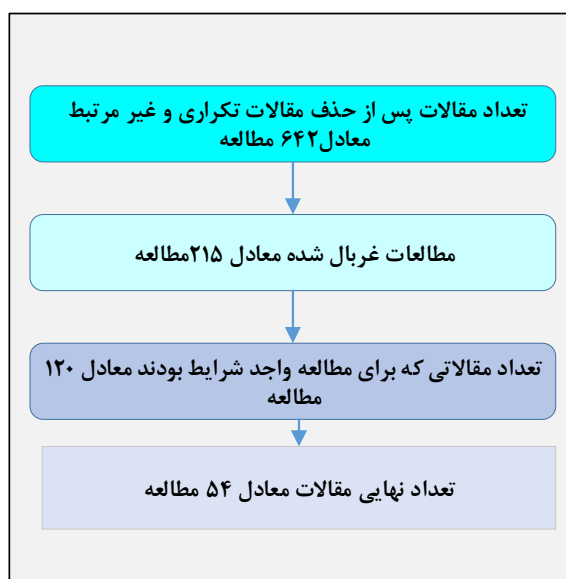 تعداد مقالات پس از حذف مقالات تکراری و غیر مرتبط
معادل۶۴۲ مطالعه
مطالعات غربال شده معادل ۲۱۵مطالعه
تعداد مقالاتی که برای مطالعه واجد شرایط بودند معادل ۱۲۰
مطالعه
تعداد نهایی مقالات معادل ۵۴ مطالعه